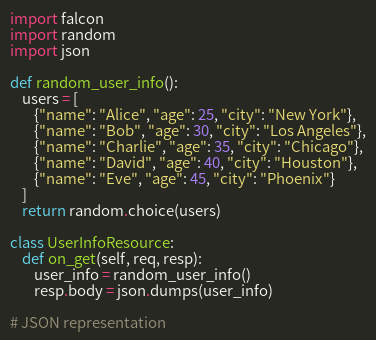 import falcon
import random
import json

def random_user_info():
    users = [
        {"name": "Alice", "age": 25, "city": "New York"},
        {"name": "Bob", "age": 30, "city": "Los Angeles"},
        {"name": "Charlie", "age": 35, "city": "Chicago"},
        {"name": "David", "age": 40, "city": "Houston"},
        {"name": "Eve", "age": 45, "city": "Phoenix"}
    ]
    return random.choice(users)

class UserInfoResource:
    def on_get(self, req, resp):
        user_info = random_user_info()
        resp.body = json.dumps(user_info)

# JSON representation